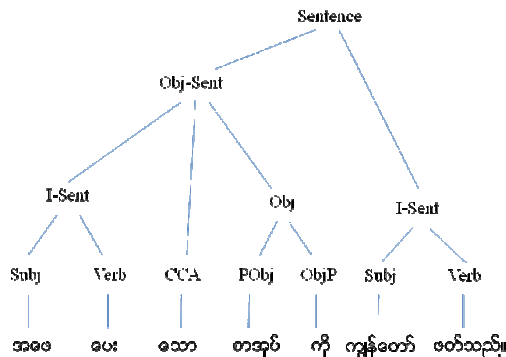 Sentence
Obj-Sent
I-Sent Obj I-Sent
Subj Verb CCA PObj ObjP Subj Verb
အဖေ ပေး သော စာအုပ် ကို ကျွန်တော် ဖတ်သည်။